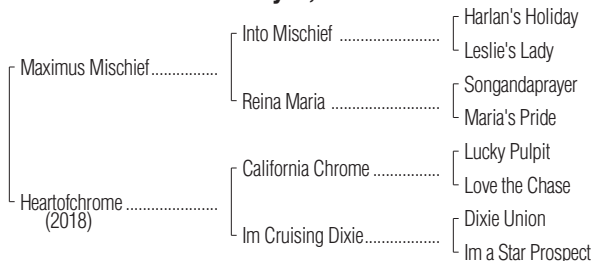 Harlan's Holiday
Into Mischief ........................
Leslie's Lady
Maximus Mischief................
Songandaprayer
Reina Maria ..........................
Maria's Pride
Lucky Pulpit
California Chrome ................
Love the Chase
Heartofchrome ......................
(2018)
Dixie Union
Im Cruising Dixie..................
Im a Star Prospect